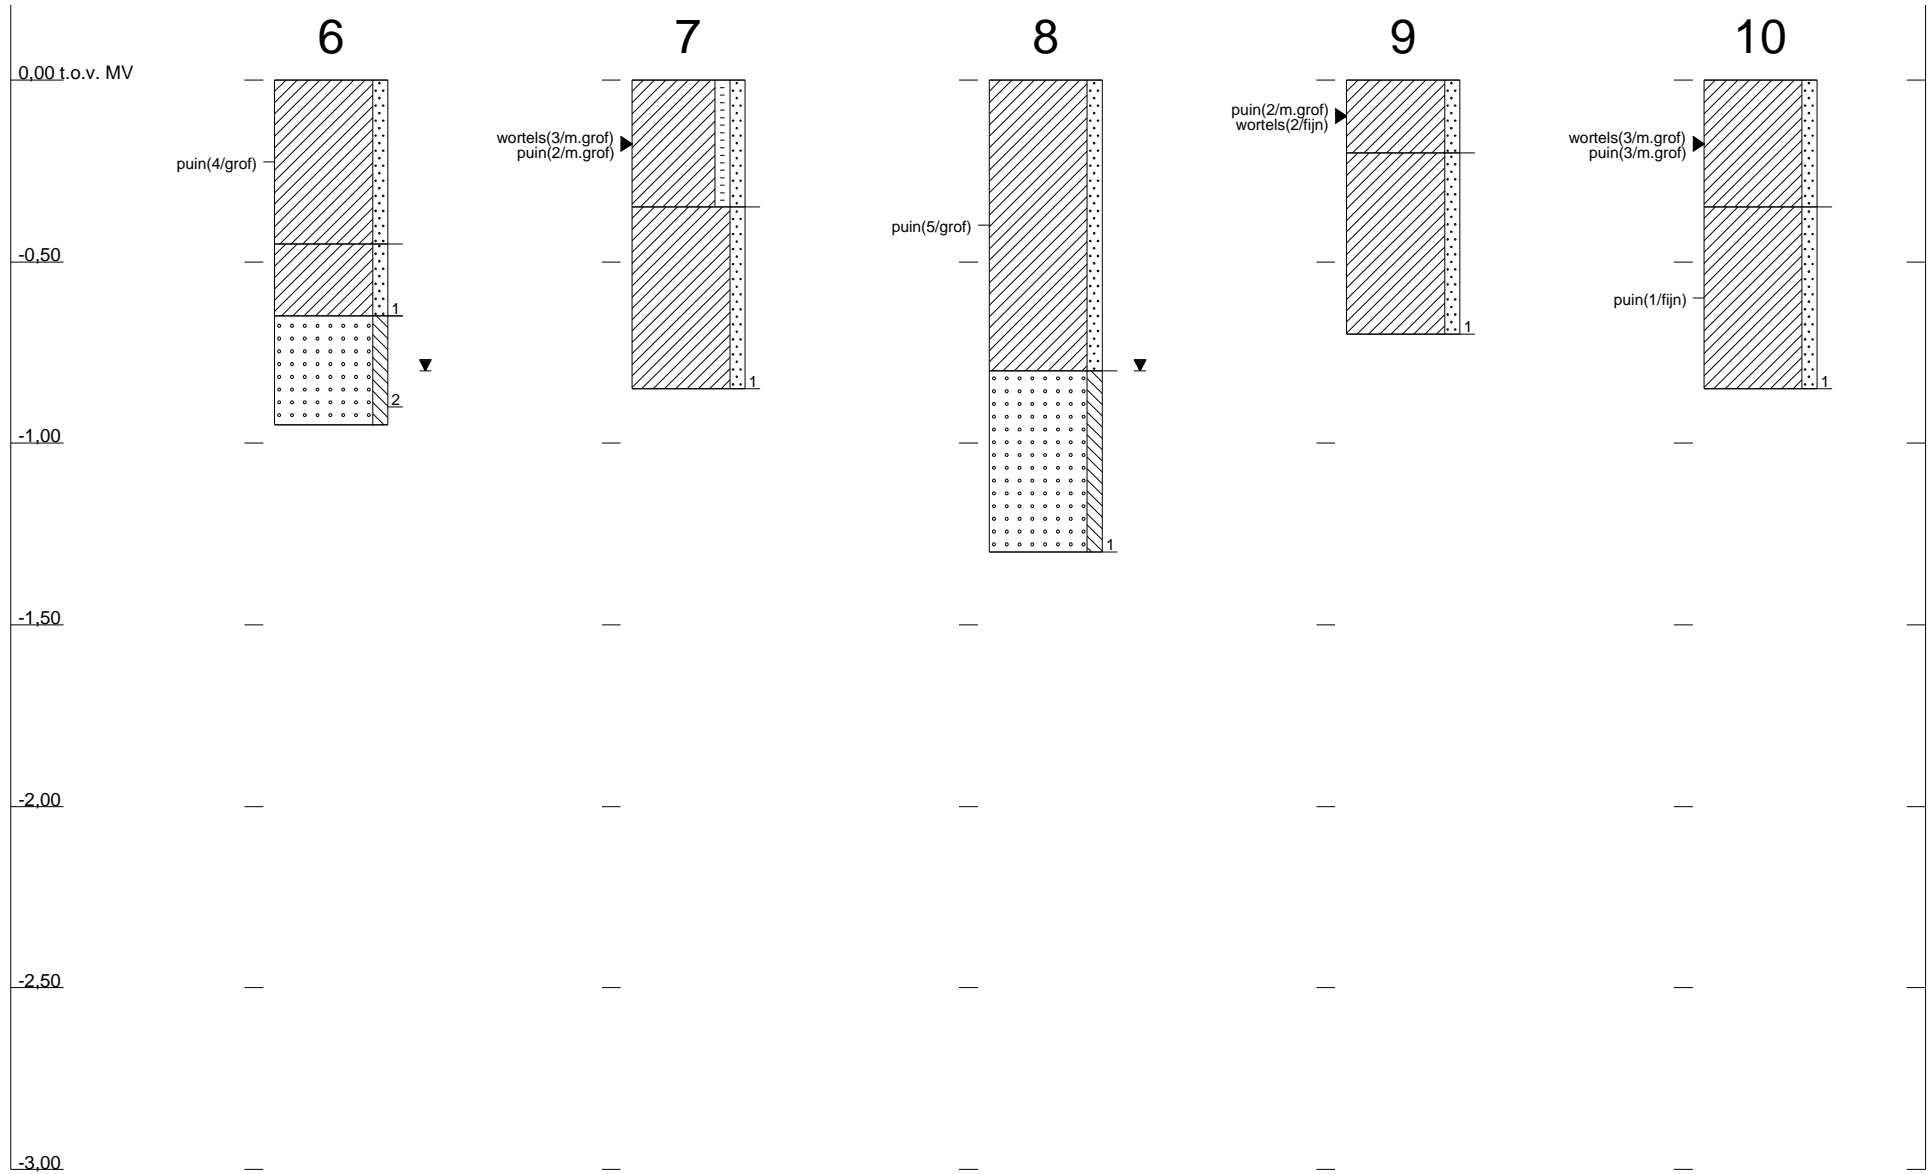 6
7
8
9
10
0,00 t.o.v. MV
puin(4/grof)
1
2
wortels(3/m.grof)
puin(2/m.grof)
1
puin(5/grof)
1
puin(2/m.grof)
wortels(2/fijn)
1
wortels(3/m.grof)
puin(3/m.grof)
puin(1/fijn)
1
-0,50
-1,00
-1,50
-2,00
-2,50
-3,00